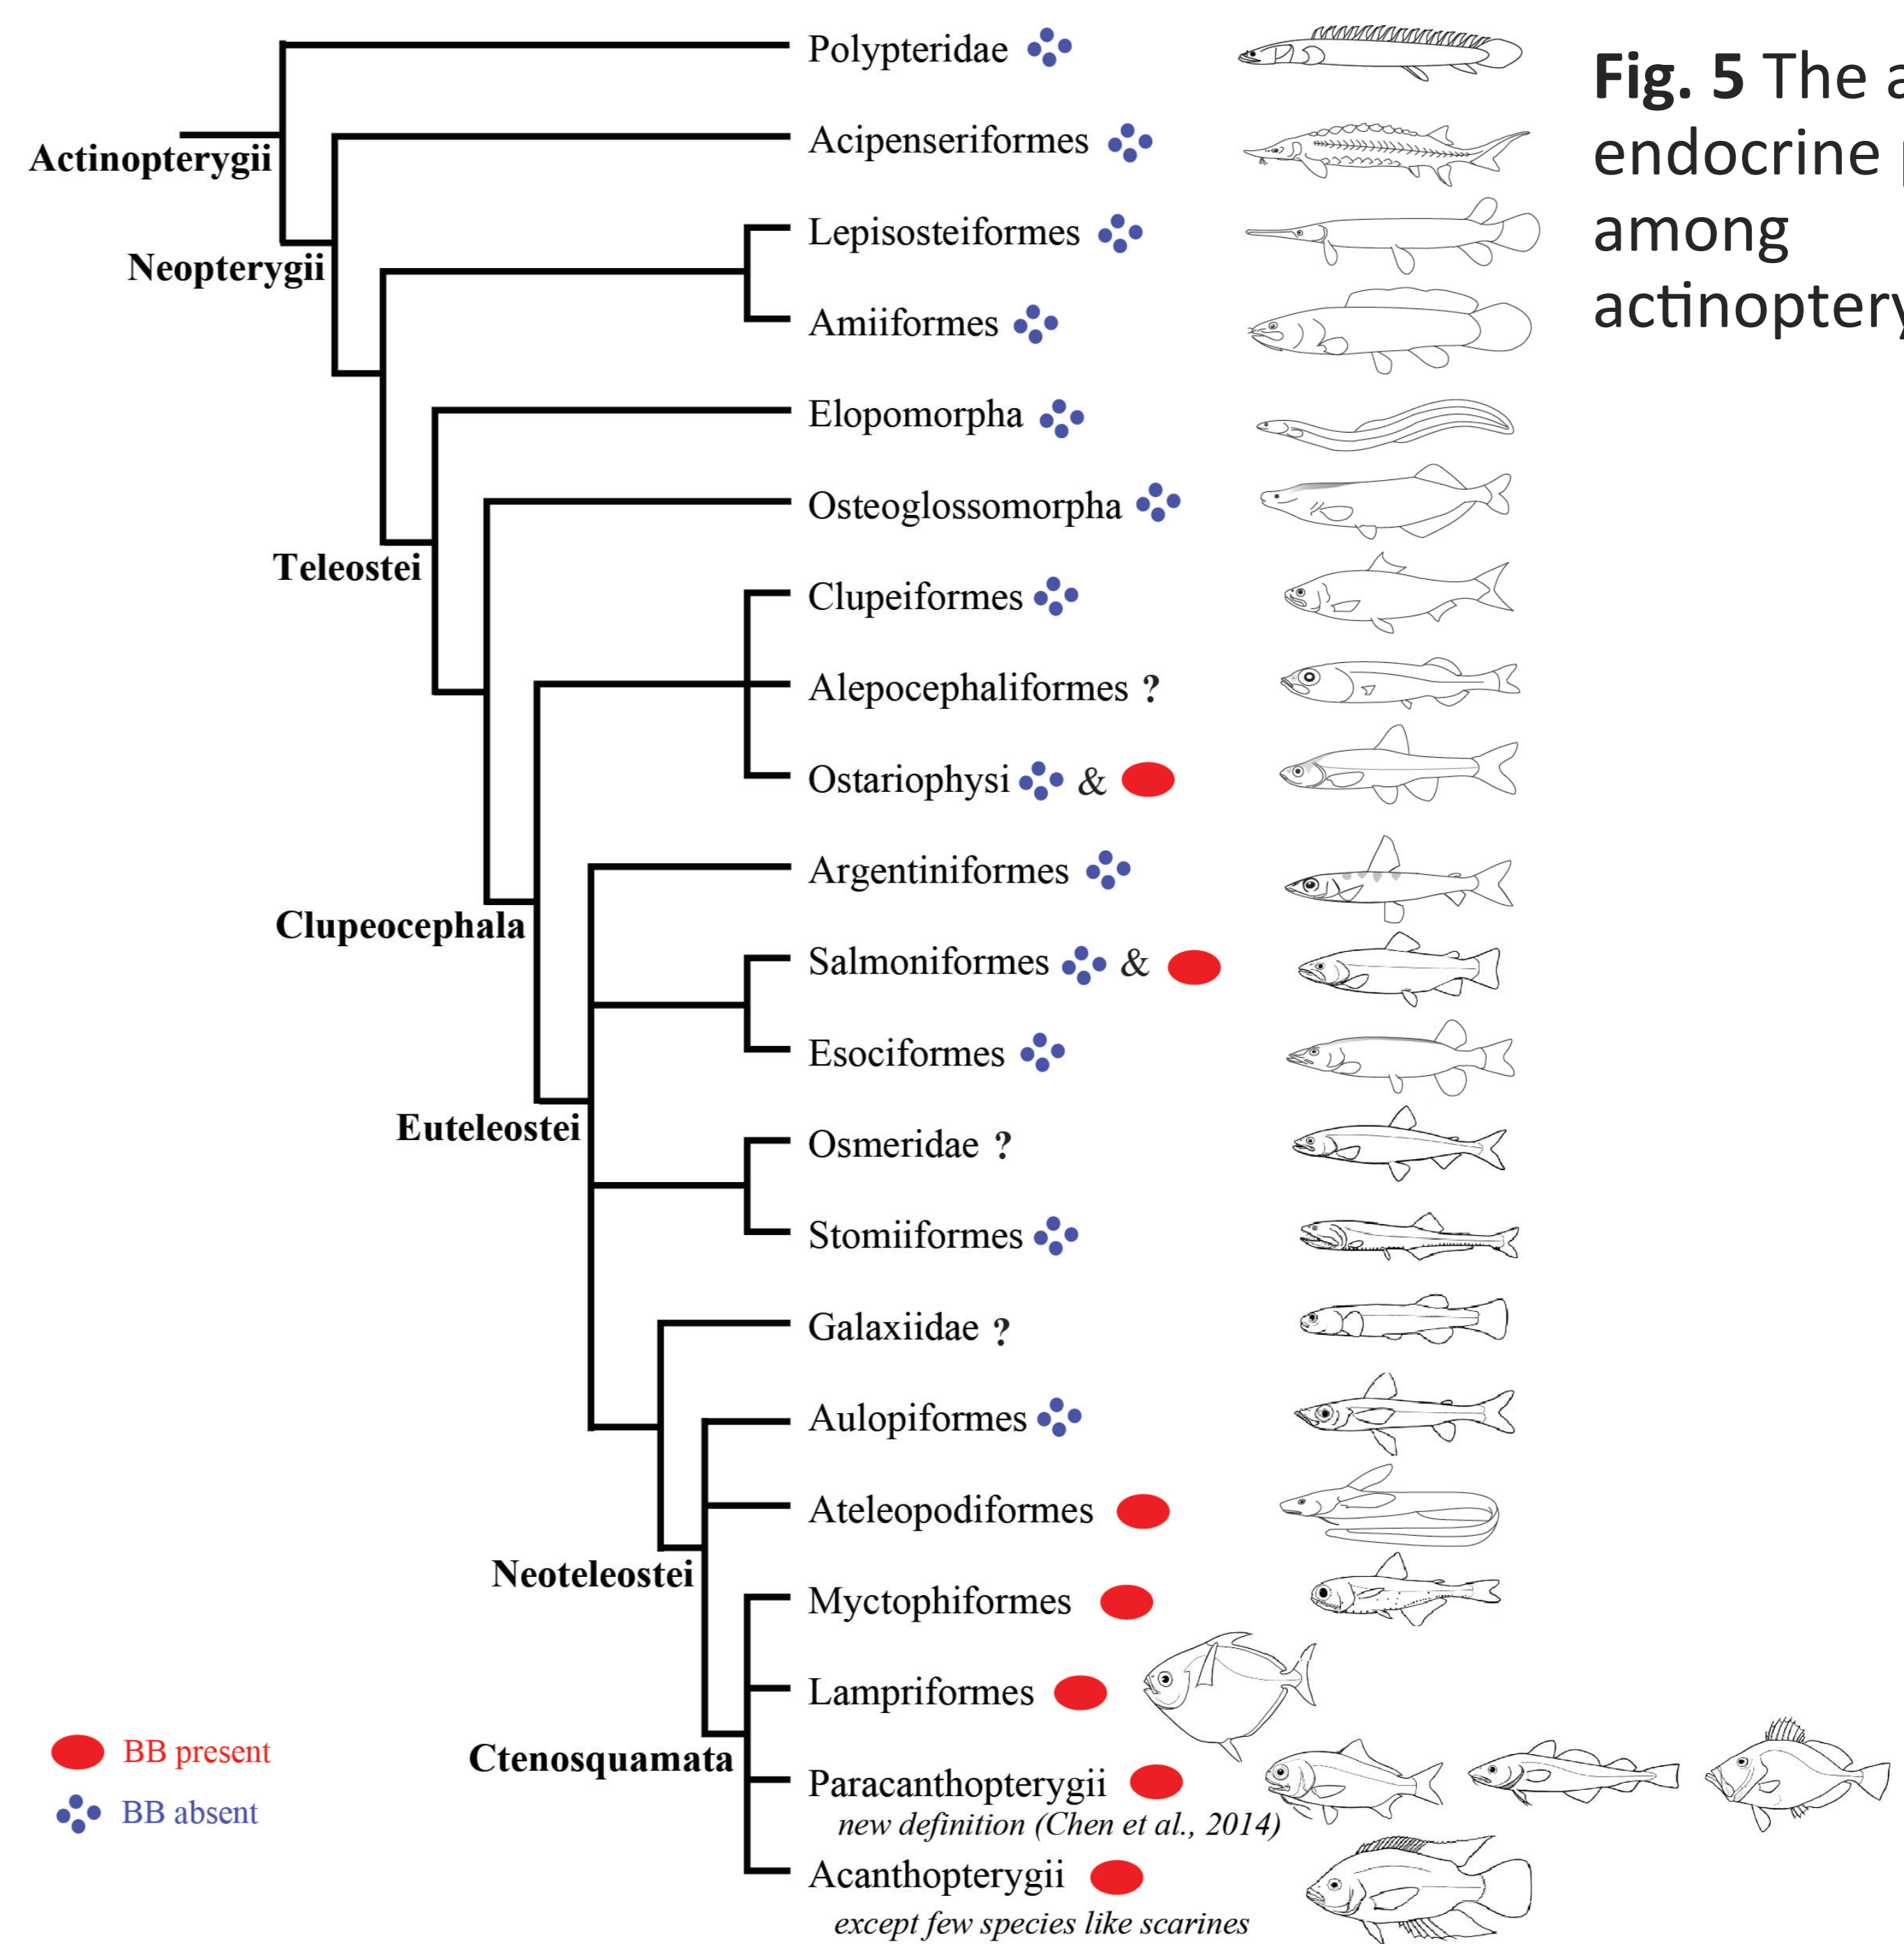 Polypteridae
Fig. 5 The a
endocrine p
among
actinoptery
Acipenseriformes
Actinopterygii
Lepisosteiformes
Neopterygii
Amiiformes
Elopomorpha
Osteoglossomorpha
Teleostei
Clupeiformes
Alepocephaliformes ?
Ostariophysi &
Argentiniformes
Clupeocephala
Salmoniformes &
Esociformes
Euteleostei
Osmeridae ?
Stomiiformes
Galaxiidae ?
Aulopiformes
Ateleopodiformes
Neoteleostei
Myctophiformes
Lampriformes
Ctenosquamata
Paracanthopterygii
new definition (Chen et al., 2014)
Acanthopterygii
except few species like scarines
BB present
BB absent